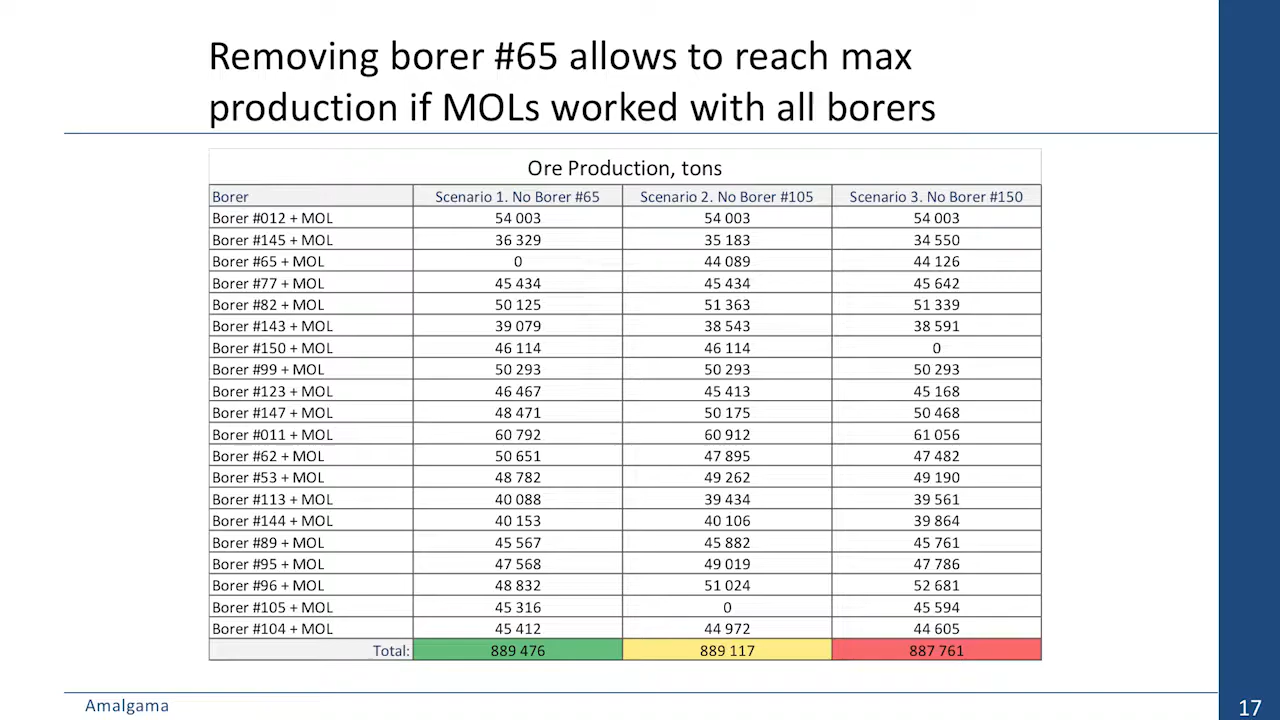 Removing borer #65 allows to reach max
production if MOLs worked with all borers
Ore Production, tons
Borer Scenario 1. No Borer #65 Scenario 2. No Borer #105 Scenario 3. No Borer #150
Borer #012 + MOL 54 003 54 003 54 003
Borer #145 + MOL 36 329 35 183 34 550
Borer #65 + MOL 0 44 089 44 126
Borer #77 + MOL 45 434 45 434 45 642
Borer #82 + MOL 50 125 51 363 51 339
Borer #143 + MOL 39 079 38 543 38 591
Borer #150 + MOL 46 114 46 114 0
Borer #99 + MOL 50 293 50 293 50 293
Borer #123 + MOL 46 467 45 413 45 168
Borer #147 + MOL 48 471 50 175 50 468
Borer #011 + MOL 60 792 60 912 61 056
Borer #62 + MOL 50 651 47 895 47 482
Borer #53 + MOL 48 782 49 262 49 190
Borer #113 + MOL 40 088 39 434 39 561
Borer #144 + MOL 40 153 40 106 39 864
Borer #89 + MOL 45 567 45 882 45 761
Borer #95 + MOL 47 568 49 019 47 786
Borer #96 + MOL 48 832 51 024 52 681
Borer #105 + MOL 45 316 0 45 594
Borer #104 + MOL 45 412 44 972 44 605
Total: 889 476 889 117 887 761
Amalgama
17